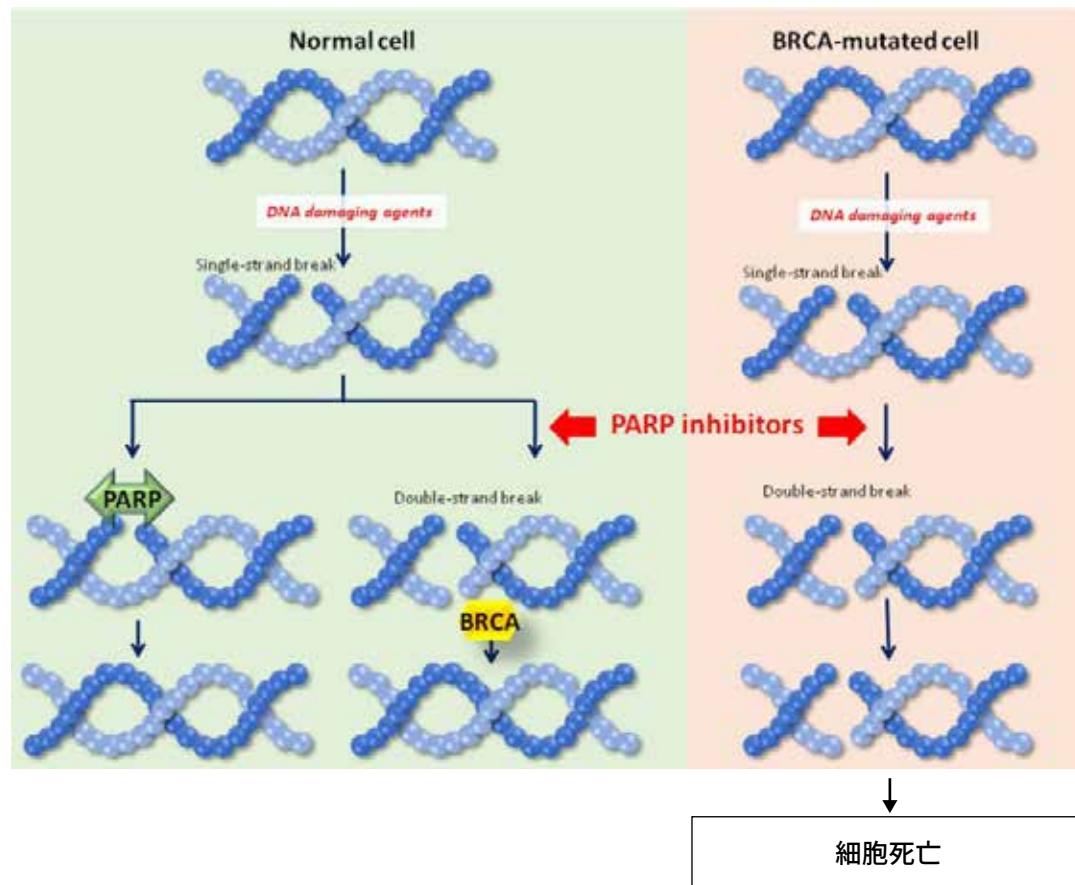 Normal cell
BRCA-mutated cell
DNA damaging agents
DNA damaging agents
Single-strand break
Single-strand break
PARP inhibitors
PARP
Double-strand break
Double-strand break
BRCA
細胞死亡